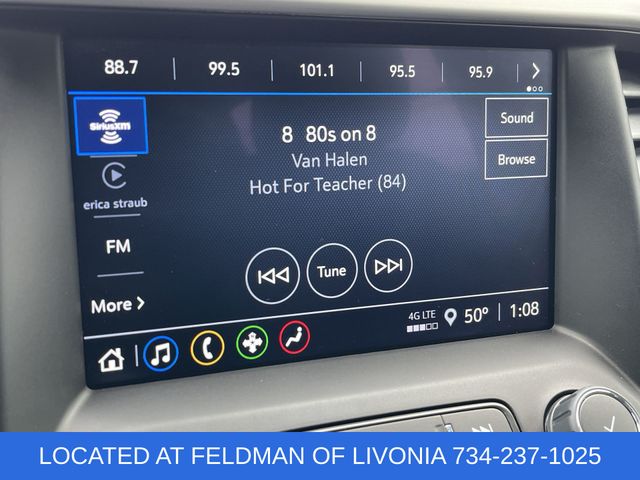 88.7 99.5 101.1 95.5 95.9
SiriusXM
8 80s on 8
Sound
Van Halen
Browse
Hot For Teacher (84)
erica straub
FM
Tune
More
4G LTE
50° 1:08
LOCATED AT FELDMAN OF LIVONIA 734-237-1025